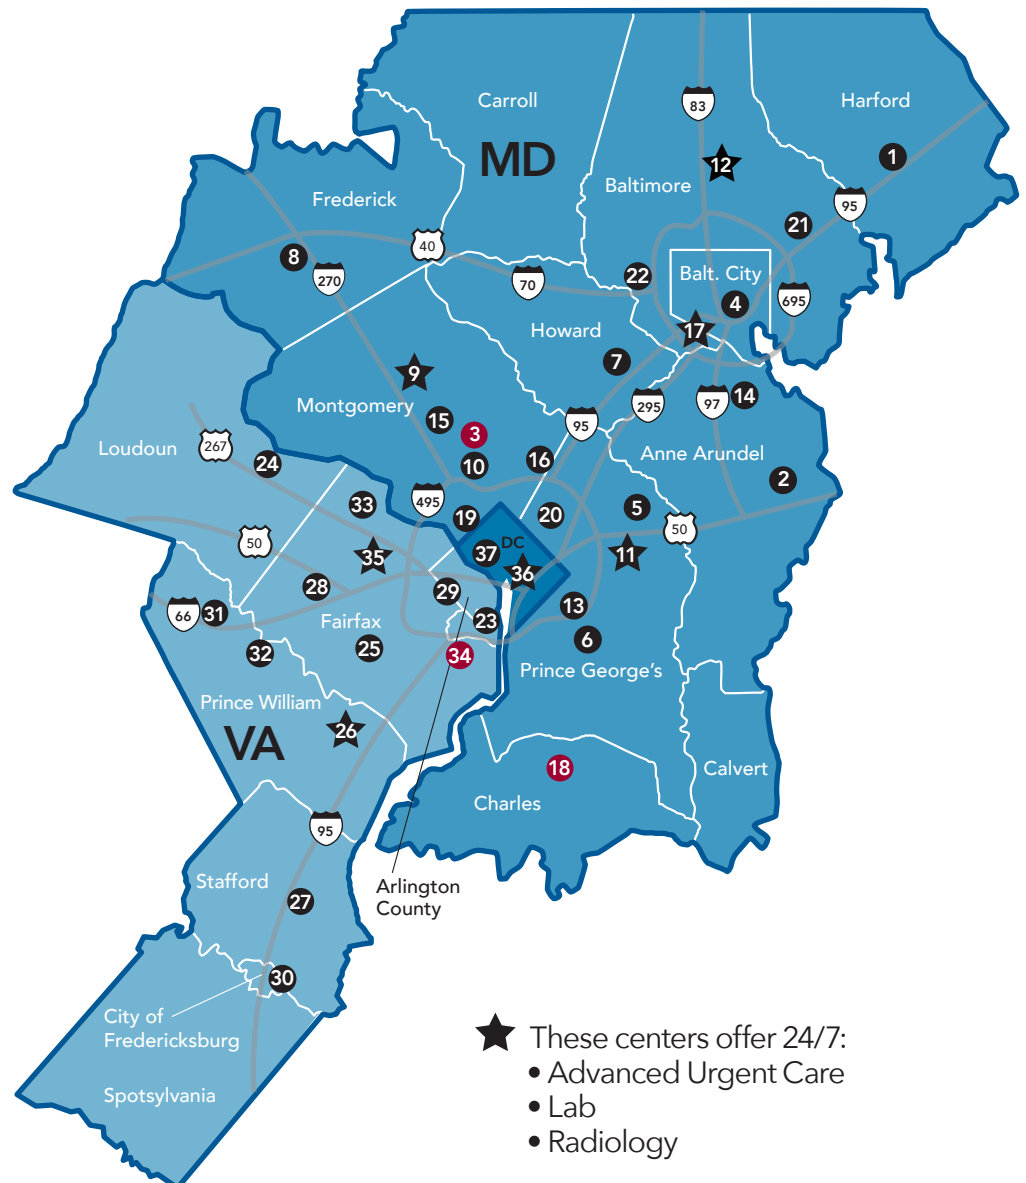 Carroll
83
Harford
MD
12
1
Baltimore
Frederick
95
21
40
8
270
70
22
Balt. City
4
695
17
Howard
7
9
Montgomery
15
3
95
295
97
14
Loudoun
267
24
10
16
Anne Arundel
2
33
495
19
20
5
50
50
35
37
DC
36
11
28
29
13
66
31
Fairfax
23
6
32
25
34
Prince George’s
Prince William
26
VA
18
Calvert
Charles
95
Stafford
27
Arlington
County
30
City of
Fredericksburg
Spotsylvania
These centers offer 24/7:
• Advanced Urgent Care
• Lab
• Radiology